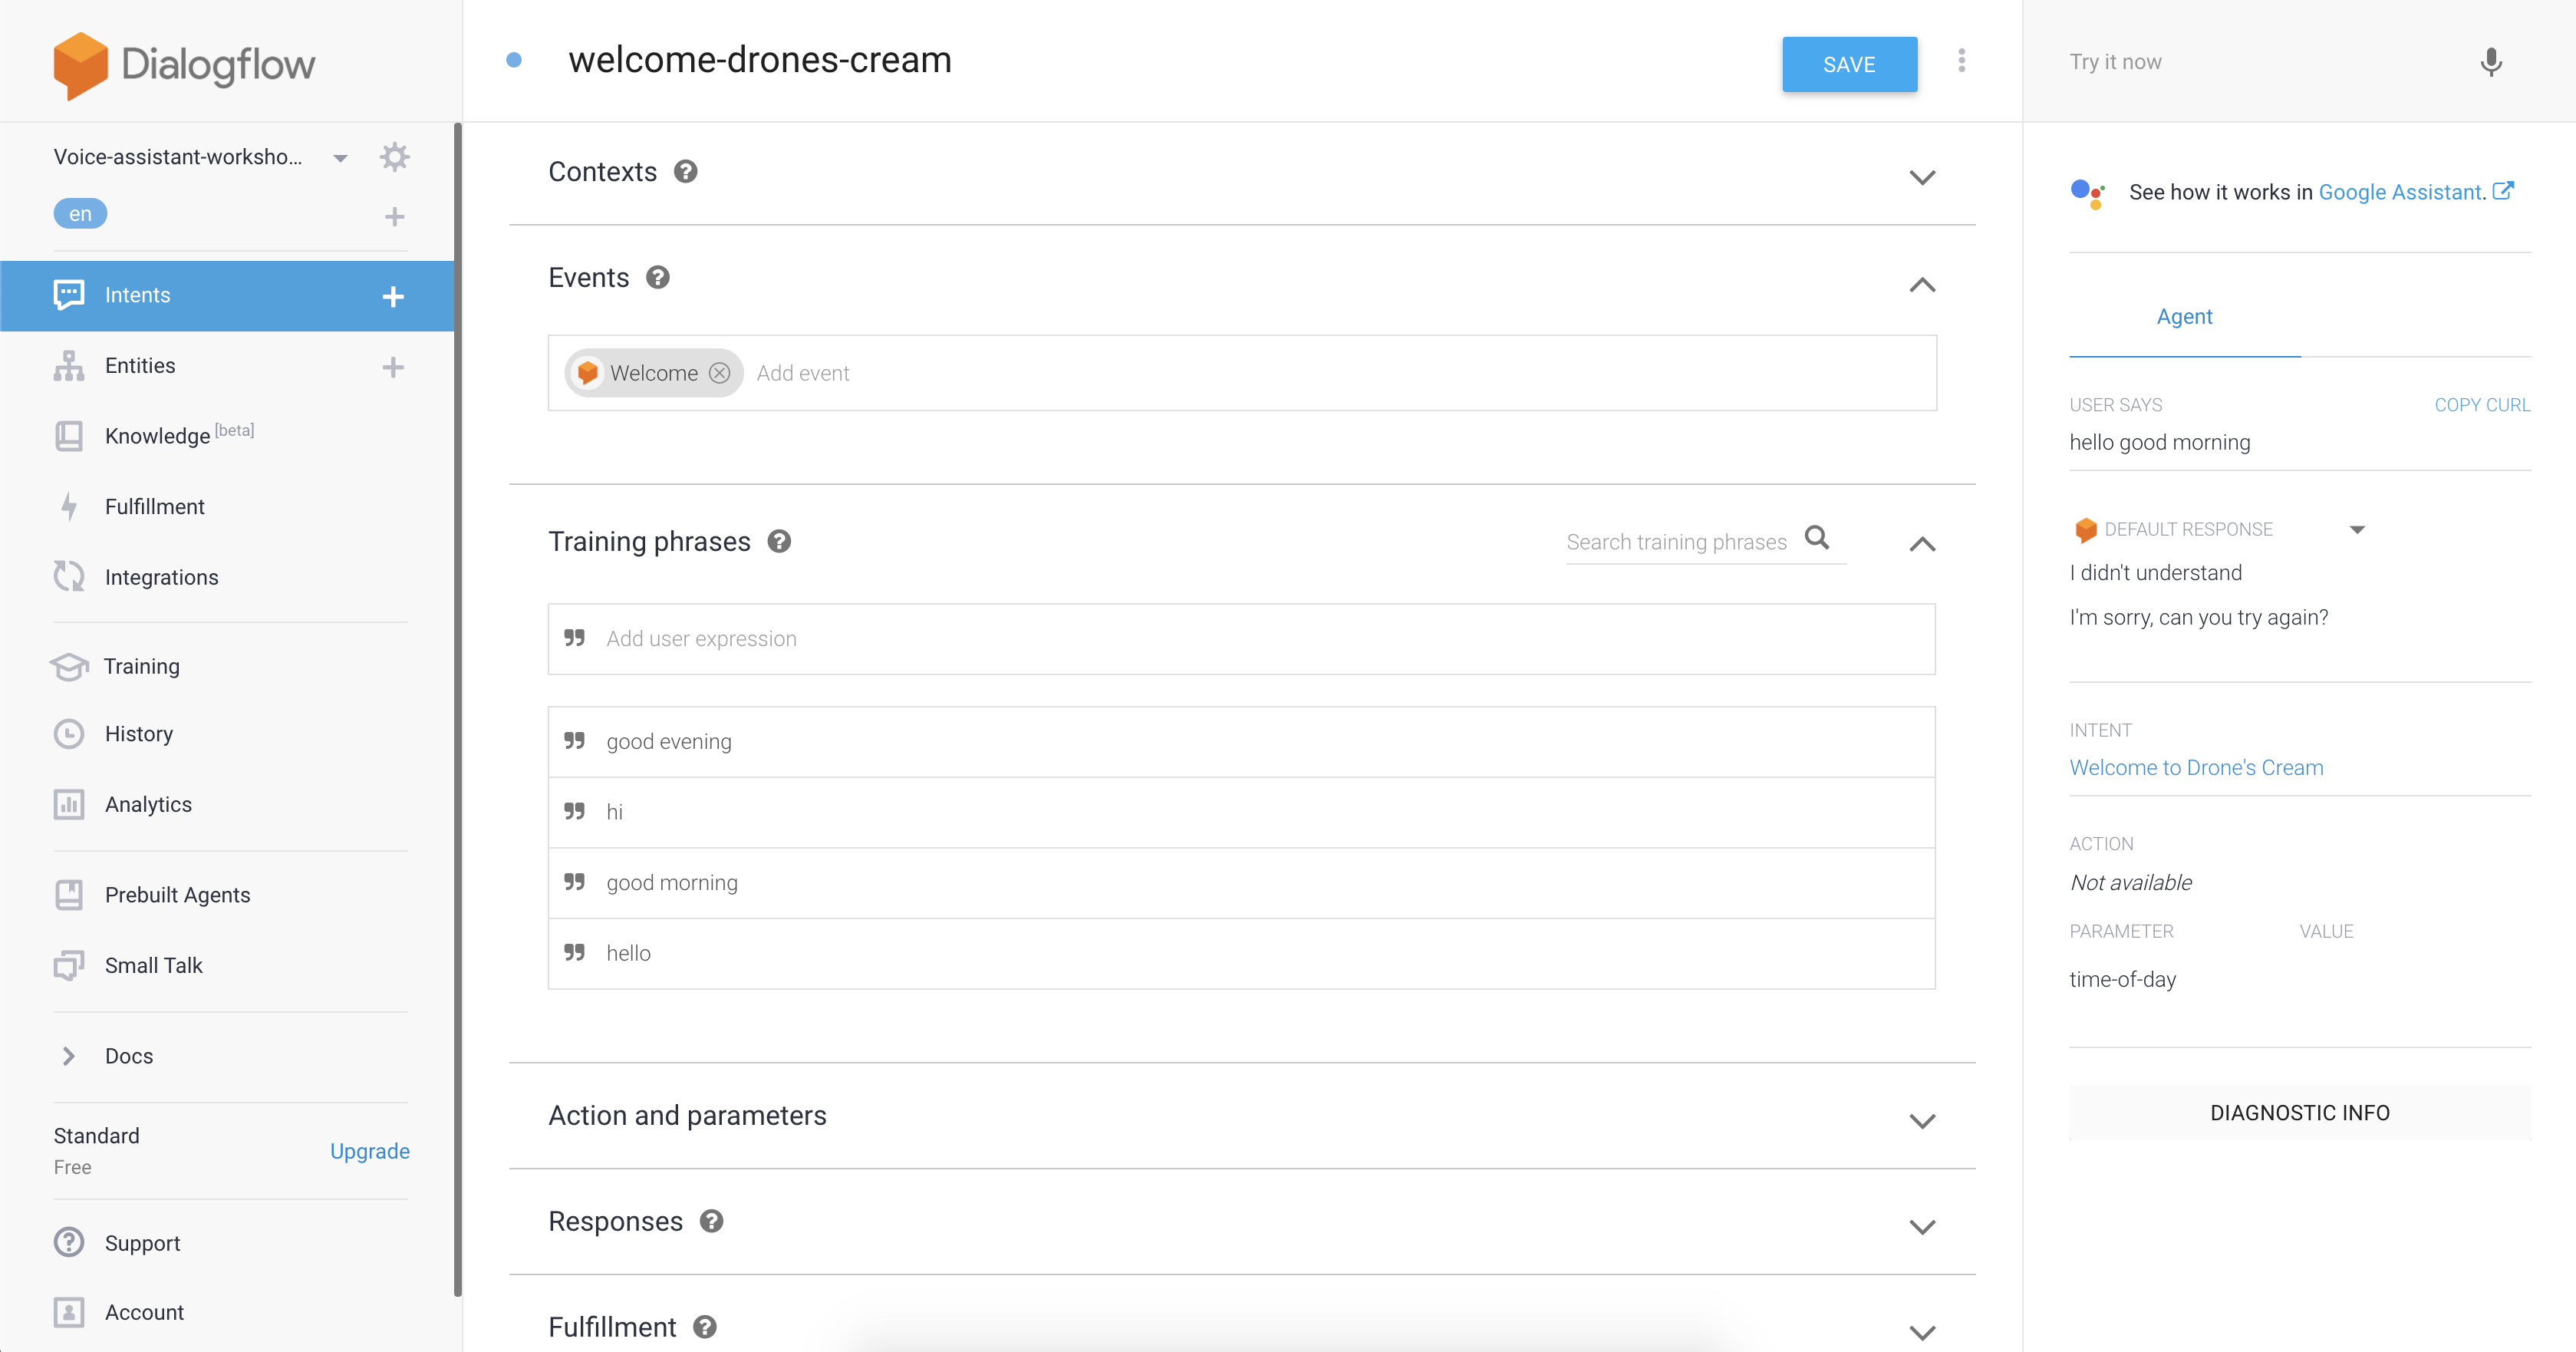 Dialogflow
Voice-assistant-worksho...
en
Intents
Entities
Knowledge [beta]
Fulfillment
Integrations
Training
History
Analytics
Prebuilt Agents
Small Talk
Docs
Standard
Free
Upgrade
Support
Account
welcome-drones-cream
SAVE
Contexts
Events
Welcome
Add event
Training phrases
Search training phrases
Add user expression
good evening
hi
good morning
hello
Action and parameters
Responses
Fulfillment
Try it now
See how it works in Google Assistant.
Agent
USER SAYS
COPY CURL
hello good morning
DEFAULT RESPONSE
I didn't understand
I'm sorry, can you try again?
INTENT
Welcome to Drone's Cream
ACTION
Not available
PARAMETER
VALUE
time-of-day
DIAGNOSTIC INFO